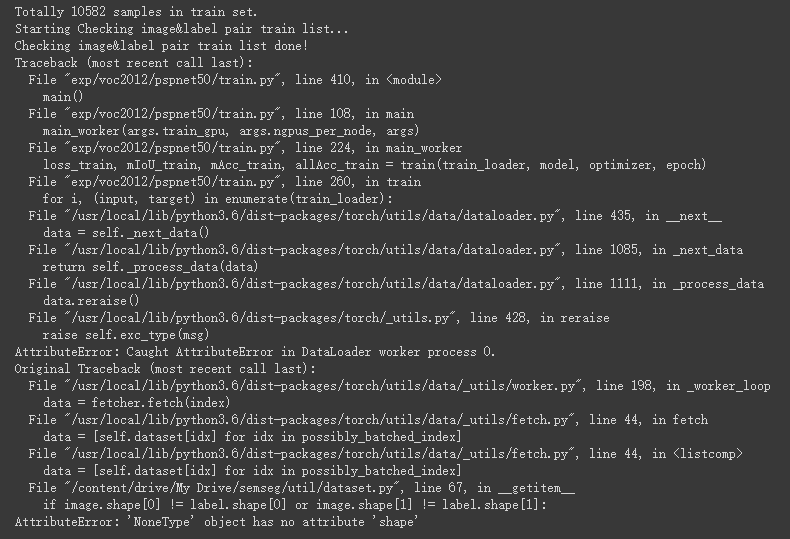 Totally 10582 samples in train set.
Starting Checking image&label pair train list...
Checking image&label pair train list done!
Traceback (most recent call last):
  File "exp/voc2012/pspnet50/train.py", line 410, in <module>
    main()
  File "exp/voc2012/pspnet50/train.py", line 108, in main
    main_worker(args.train_gpu, args.ngpus_per_node, args)
  File "exp/voc2012/pspnet50/train.py", line 224, in main_worker
    loss_train, mIoU_train, mAcc_train, allAcc_train = train(train_loader, model, optimizer, epoch)
  File "exp/voc2012/pspnet50/train.py", line 260, in train
    for i, (input, target) in enumerate(train_loader):
  File "/usr/local/lib/python3.6/dist-packages/torch/utils/data/dataloader.py", line 435, in __next__
    data = self._next_data()
  File "/usr/local/lib/python3.6/dist-packages/torch/utils/data/dataloader.py", line 1085, in _next_data
    return self._process_data(data)
  File "/usr/local/lib/python3.6/dist-packages/torch/utils/data/dataloader.py", line 1111, in _process_data
    data.reraise()
  File "/usr/local/lib/python3.6/dist-packages/torch/_utils.py", line 428, in reraise
    raise self.exc_type(msg)
AttributeError: Caught AttributeError in DataLoader worker process 0.
Original Traceback (most recent call last):
  File "/usr/local/lib/python3.6/dist-packages/torch/utils/data/_utils/worker.py", line 198, in _worker_loop
    data = fetcher.fetch(index)
  File "/usr/local/lib/python3.6/dist-packages/torch/utils/data/_utils/fetch.py", line 44, in fetch
    data = [self.dataset[idx] for idx in possibly_batched_index]
  File "/usr/local/lib/python3.6/dist-packages/torch/utils/data/_utils/fetch.py", line 44, in <listcomp>
    data = [self.dataset[idx] for idx in possibly_batched_index]
  File "/content/drive/My Drive/semseg/util/dataset.py", line 67, in __getitem__
    if image.shape[0] != label.shape[0] or image.shape[1] != label.shape[1]:
AttributeError: 'NoneType' object has no attribute 'shape'